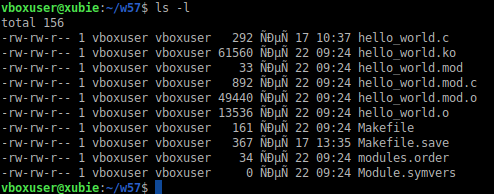 vboxuser@xubie:~/w57$ ls -l
total 156
-rw-rw-r-- 1 vboxuser vboxuser   292 ÑÐµÑ 17 10:37 hello_world.c
-rw-rw-r-- 1 vboxuser vboxuser 61560 ÑÐµÑ 22 09:24 hello_world.ko
-rw-rw-r-- 1 vboxuser vboxuser    33 ÑÐµÑ 22 09:24 hello_world.mod
-rw-rw-r-- 1 vboxuser vboxuser   892 ÑÐµÑ 22 09:24 hello_world.mod.c
-rw-rw-r-- 1 vboxuser vboxuser 49440 ÑÐµÑ 22 09:24 hello_world.mod.o
-rw-rw-r-- 1 vboxuser vboxuser 13536 ÑÐµÑ 22 09:24 hello_world.o
-rw-rw-r-- 1 vboxuser vboxuser   161 ÑÐµÑ 22 09:24 Makefile
-rw-rw-r-- 1 vboxuser vboxuser   367 ÑÐµÑ 17 13:35 Makefile.save
-rw-rw-r-- 1 vboxuser vboxuser    34 ÑÐµÑ 22 09:24 modules.order
-rw-rw-r-- 1 vboxuser vboxuser     0 ÑÐµÑ 22 09:24 Module.symvers
vboxuser@xubie:~/w57$